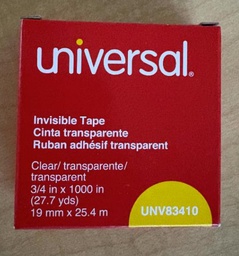 universal®
Invisible Tape
Cinta transparente
Ruban adhésif transparent
Clear/transparente/
transparent
3/4 in x 1000 in
(27.7 yds)
19 mm x 25.4 m
UNV83410